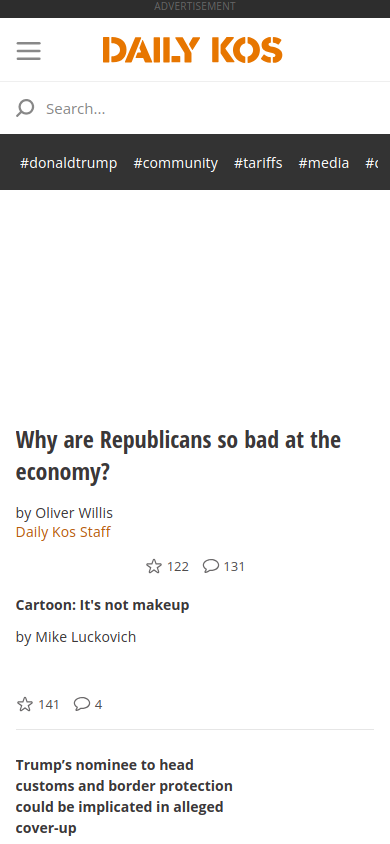 ADVERTISEMENT
DAILY KOS
Search...
#donaldtrump #community #tariffs #media
Why are Republicans so bad at the
economy?
by Oliver Willis
Daily Kos Staff
122 131
Cartoon: It's not makeup
by Mike Luckovich
141 4
Trump’s nominee to head
customs and border protection
could be implicated in alleged
cover-up